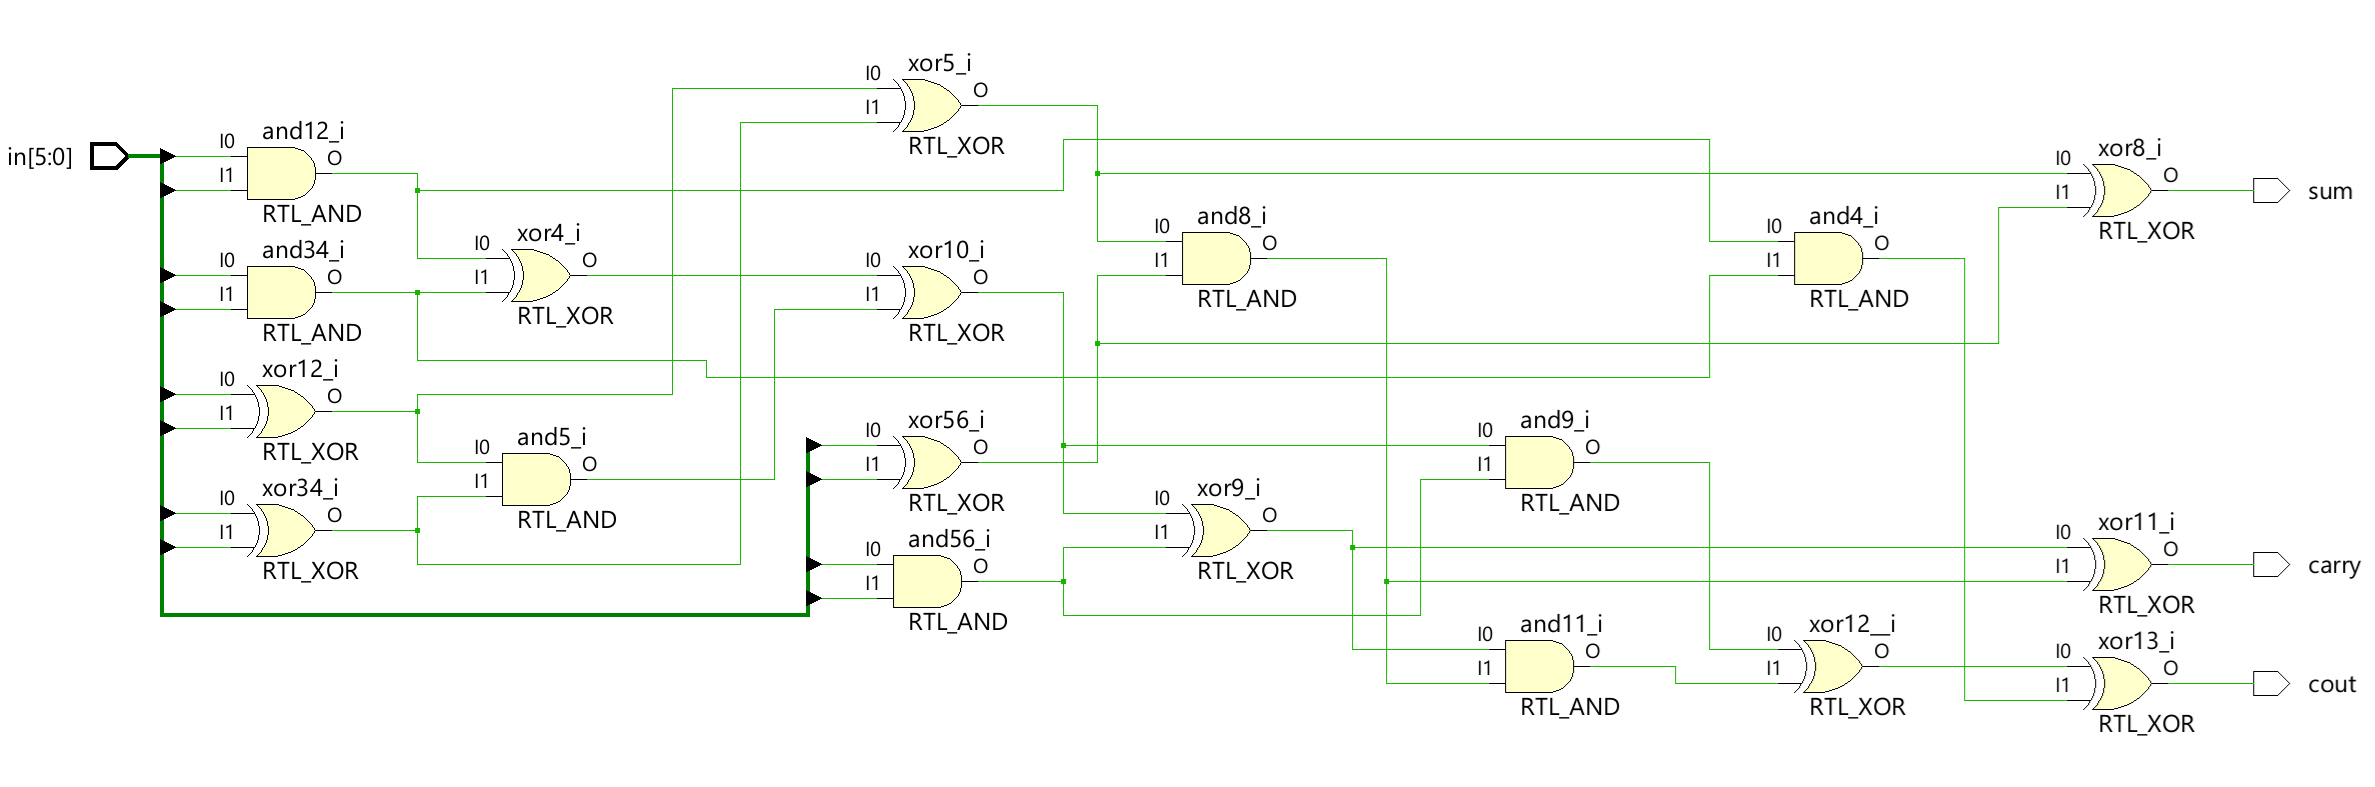 in[5:0]
I0
I1
and12_i
O
RTL_AND
I0
I1
and34_i
O
RTL_AND
I0
I1
xor12_i
O
RTL_XOR
I0
I1
xor34_i
O
RTL_XOR
I0
I1
xor4_i
O
RTL_XOR
I0
I1
and5_i
O
RTL_AND
I0
I1
xor5_i
O
RTL_XOR
I0
I1
xor10_i
O
RTL_XOR
I0
I1
xor56_i
O
RTL_XOR
I0
I1
and56_i
O
RTL_AND
I0
I1
and8_i
O
RTL_AND
I0
I1
xor9_i
O
RTL_XOR
I0
I1
and9_i
O
RTL_AND
I0
I1
and11_i
O
RTL_AND
I0
I1
and4_i
O
RTL_AND
I0
I1
xor12__i
O
RTL_XOR
I0
I1
xor8_i
O
RTL_XOR
sum
I0
I1
xor11_i
O
RTL_XOR
carry
I0
I1
xor13_i
O
RTL_XOR
cout